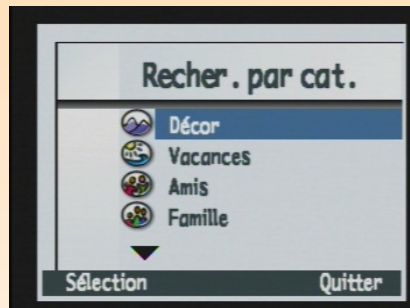 Recher. par cat.
Décor
Vacances
Amis
Famille
Sélection Quitter